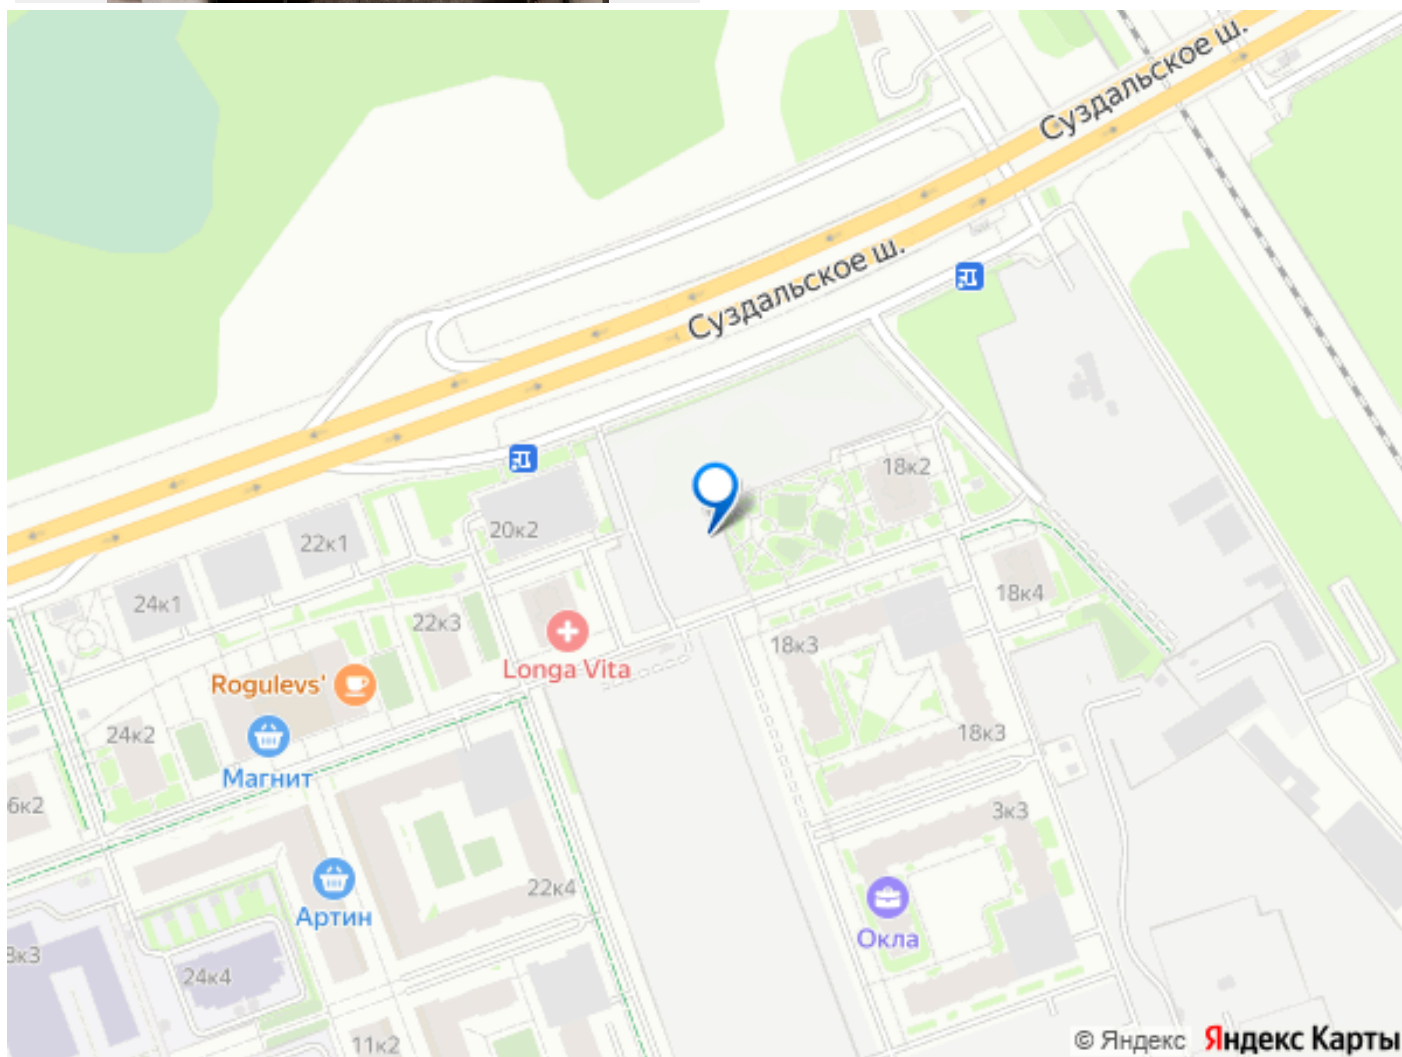 Суздальское ш.
Суздальское ш.
18к2
20к2
22к1
24к1
18к4
22к3
18к3
Longa Vita
Rogulevs'
18к3
24к2
Магнит
6к2
3к3
22к4
Артин
Окла
3к3
24к4
11к2
© Яндекс Яндекс Карты